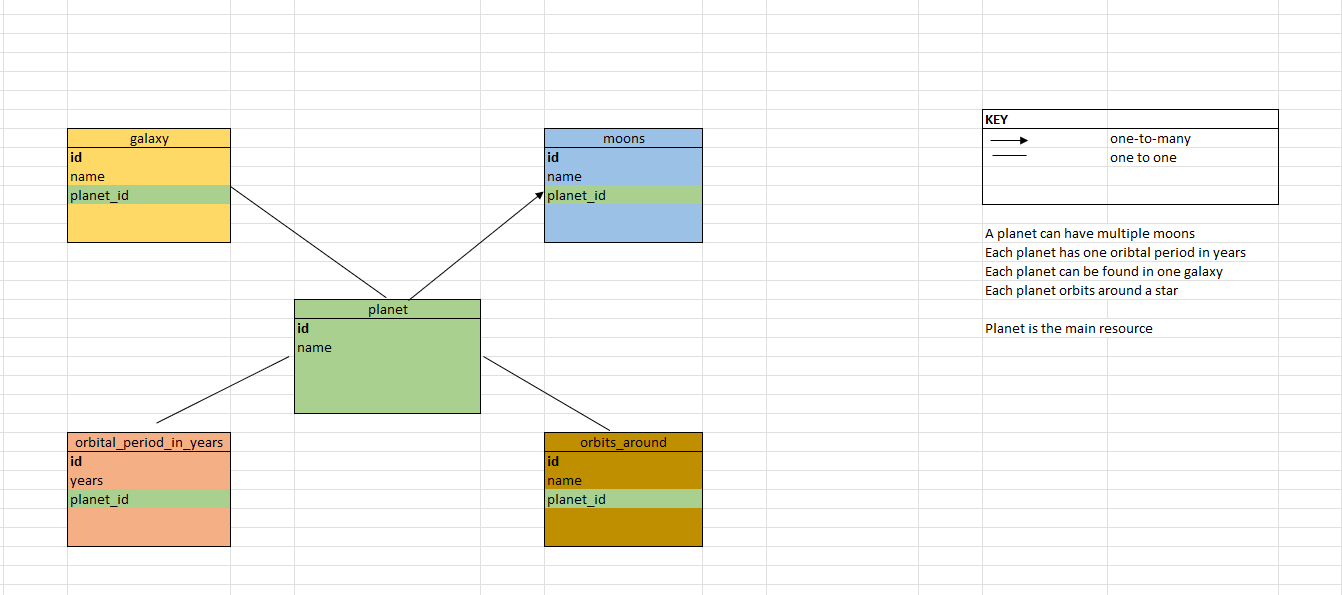 galaxy
id
name
planet_id
moons
id
name
planet_id
planet
id
name
orbital_period_in_years
id
years
planet_id
orbits_around
id
name
planet_id
KEY
one-to-many
one to one
A planet can have multiple moons
Each planet has one oribtal period in years
Each planet can be found in one galaxy
Each planet orbits around a star
Planet is the main resource